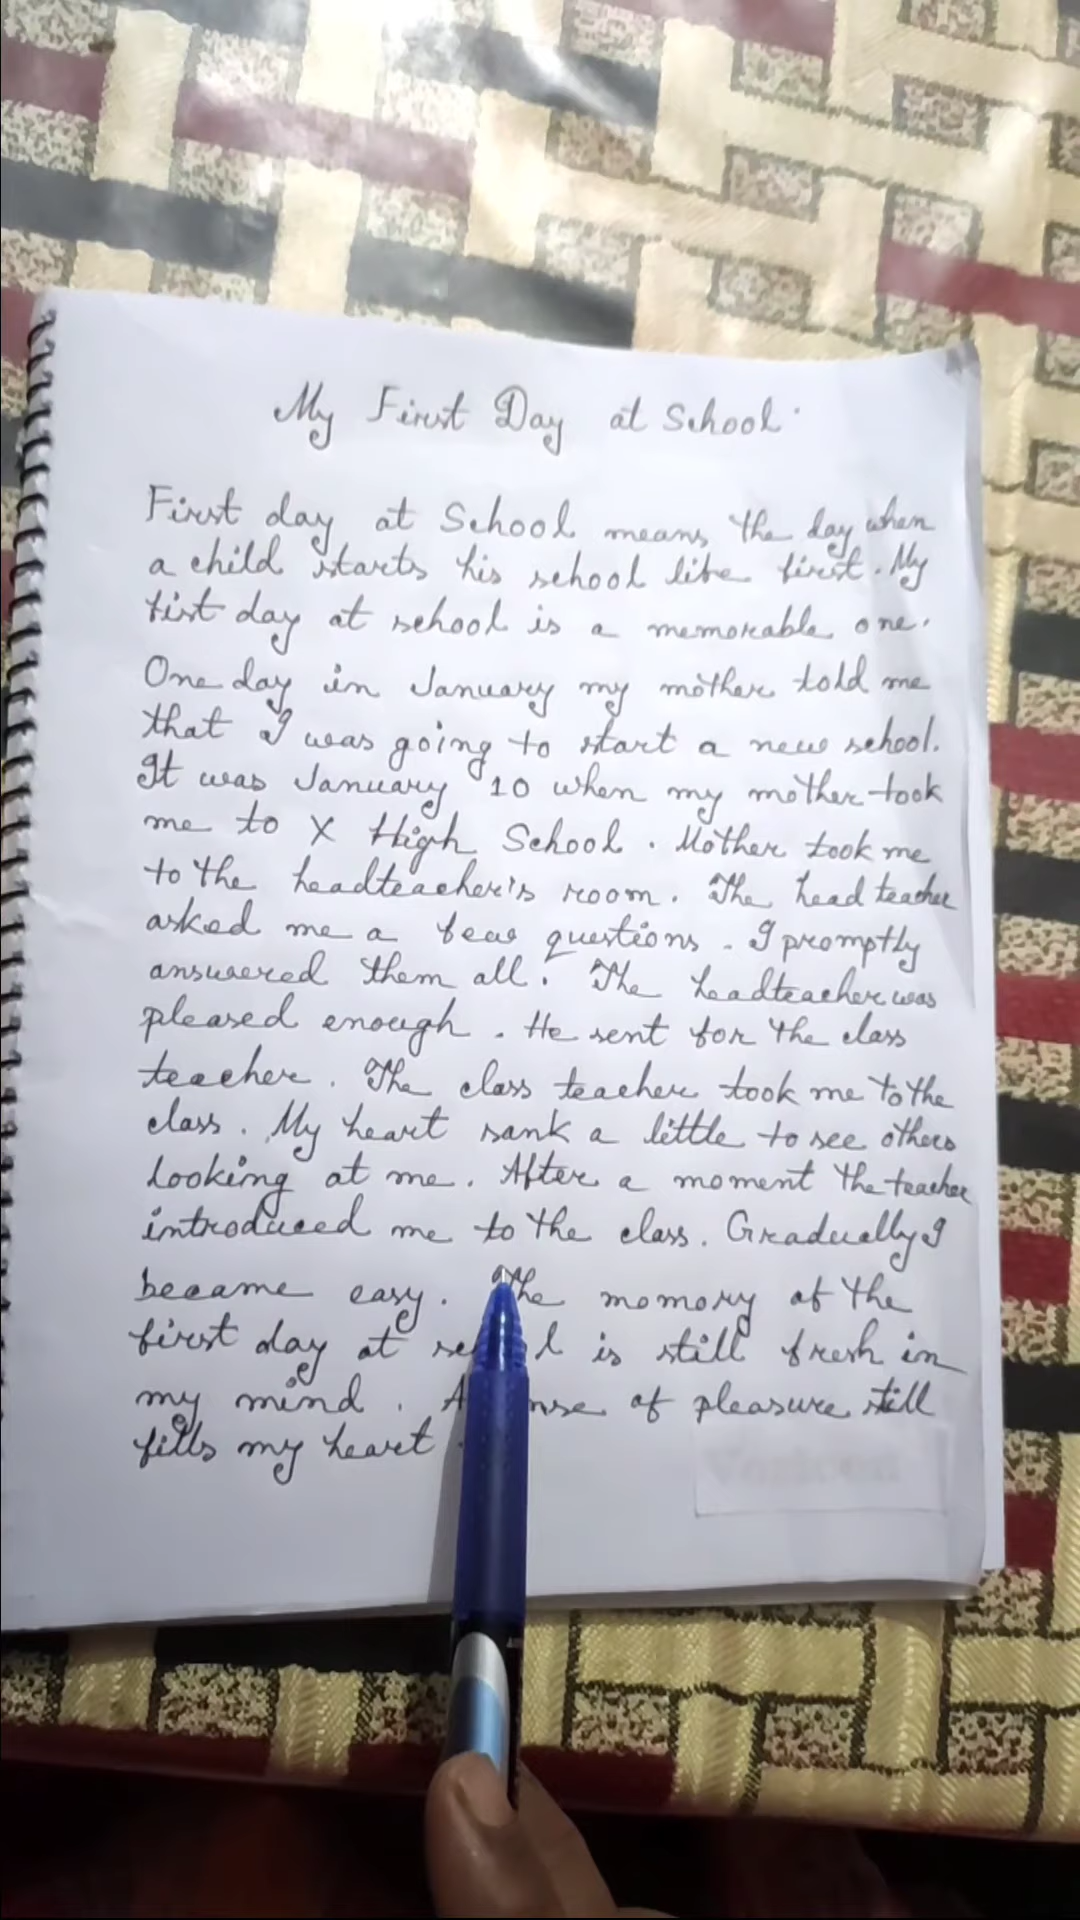 My First Day at School.
First day at School means the day when
a child starts his school life first. My
fist day at school is a memorable one.
One day in January my mother told me
that I was going to start a new school.
It was January 10 when my mother took
me to X High School. Mother took me
to the headteacher's room. The head teacher
asked me a few questions. I promptly
answered them all. The headteacher was
pleased enough. He sent for the class
teacher. The class teacher took me to the
class. My heart sank a little to see others
looking at me. After a moment the teacher
introduced me to the class. Gradually I
became easy. The momory of the
first day at is still fresh in
my mind. A of pleasure still
fills my heart.